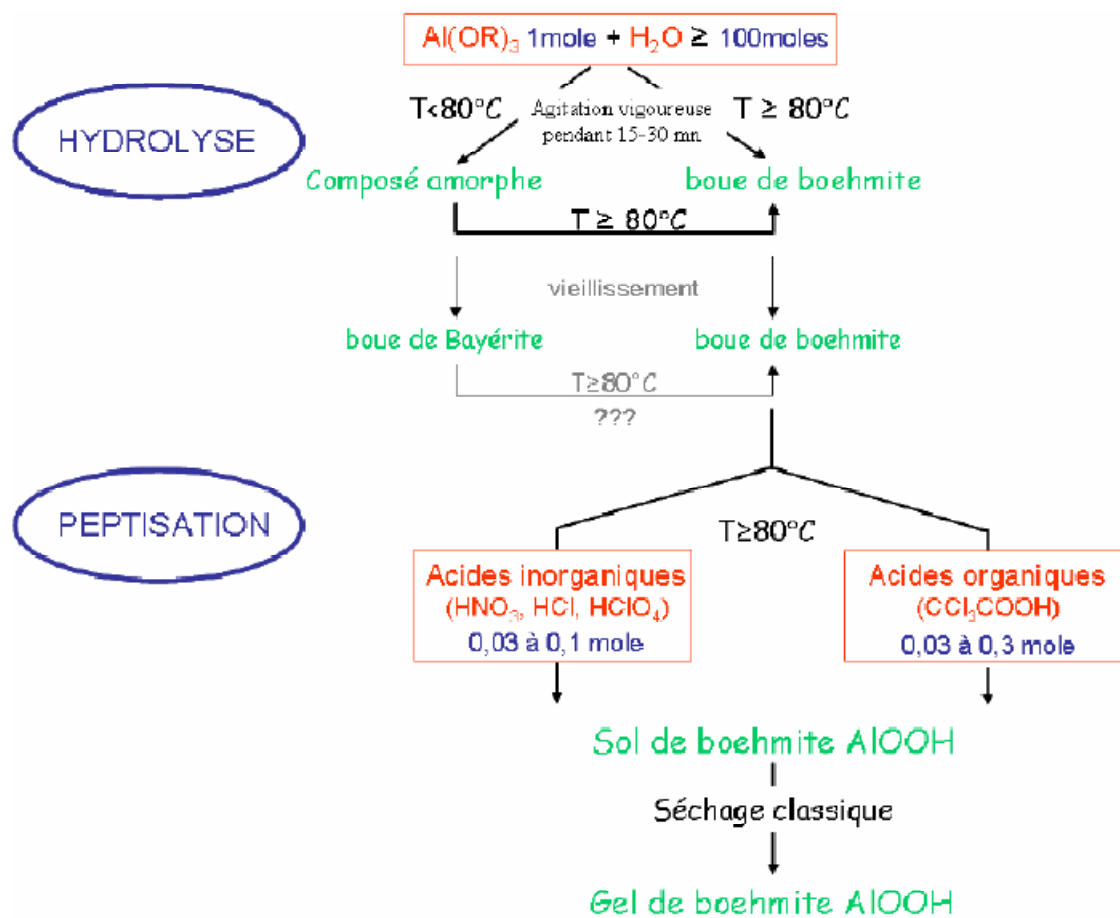 Al(OR)₃ 1mole + H₂O ≥ 100moles
T<80°C
Agitation vigoureuse
pendant 15-30 mn
T ≥ 80°C
HYDROLYSE
Composé amorphe
boue de boehmite
T ≥ 80°C
vieillissement
boue de Bayérite
boue de boehmite
T≥80°C
???
PEPTISATION
T≥80°C
Acides inorganiques
(HNO₃, HCl, HClO₄)
0,03 à 0,1 mole
Acides organiques
(CCl₃COOH)
0,03 à 0,3 mole
Sol de boehmite AlOOH
Séchage classique
Gel de boehmite AlOOH